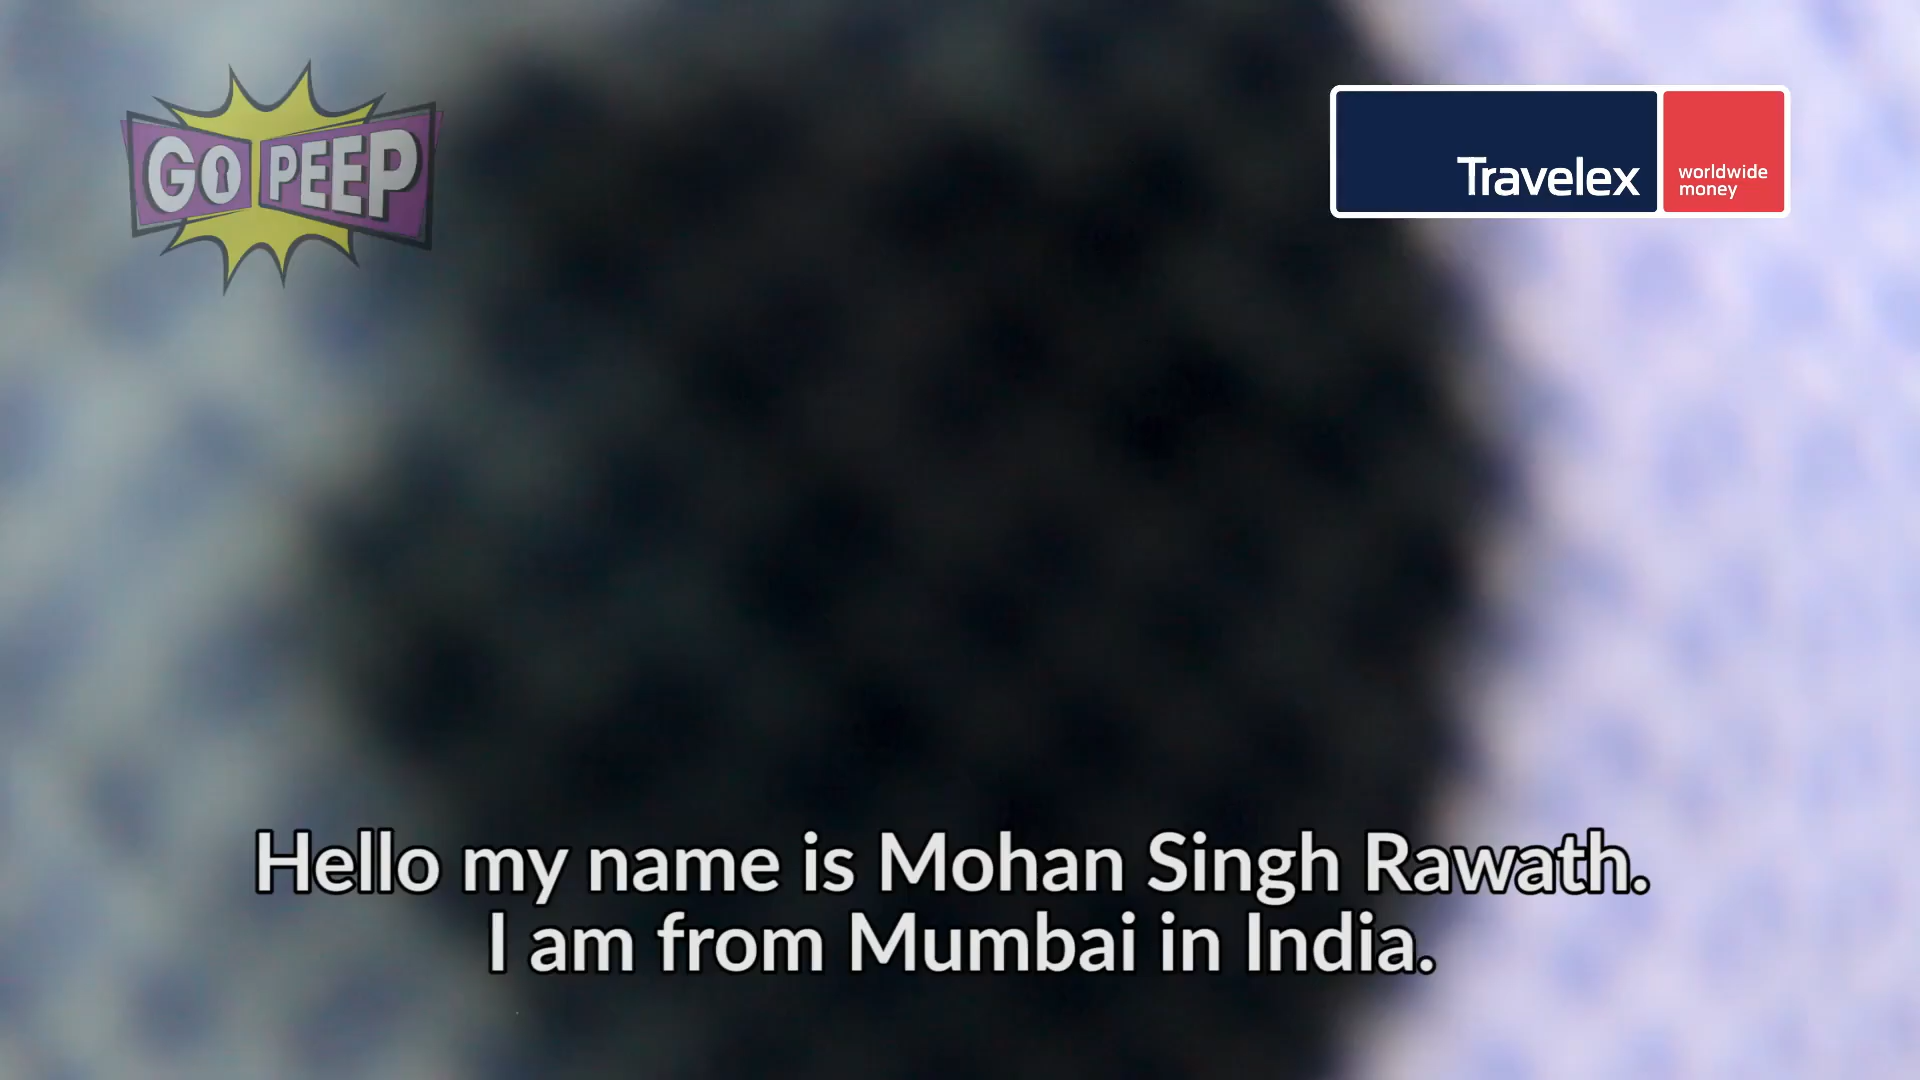 GO PEEP
Travelex
worldwide
money
Hello my name is Mohan Singh Rawath.
I am from Mumbai in India.